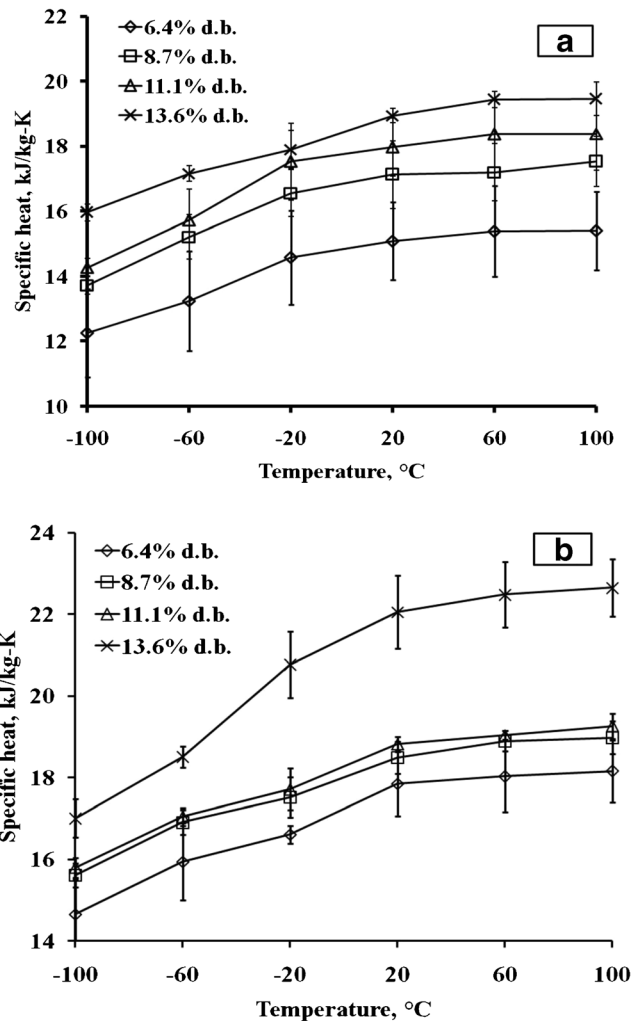 22
20
18
16
14
12
10
Specific heat, kJ/kg-K
6.4% d.b.
8.7% d.b.
11.1% d.b.
13.6% d.b.
a
-100 -60 -20 20 60 100
Temperature, °C
24
22
20
18
16
14
Specific heat, kJ/kg-K
6.4% d.b.
8.7% d.b.
11.1% d.b.
13.6% d.b.
b
-100 -60 -20 20 60 100
Temperature, °C